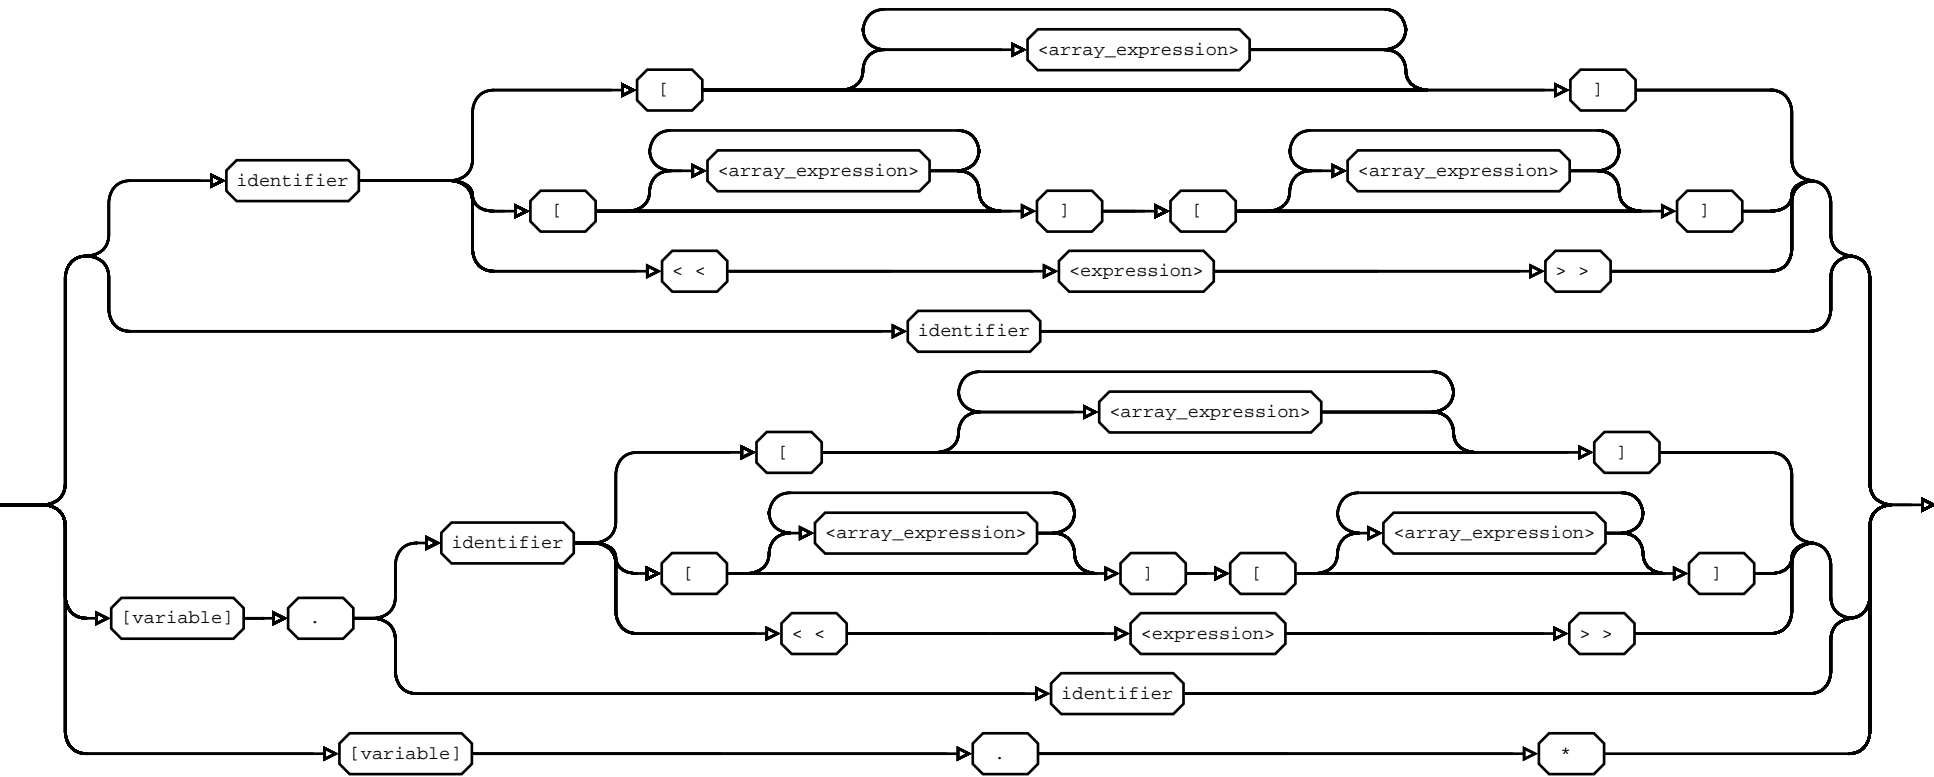 <array_expression>
[ ]
<array_expression> <array_expression>
identifier
[ ] [ ]
< < <expression> > >
identifier
<array_expression>
[ ]
<array_expression> <array_expression>
identifier
[ ] [ ]
[variable] .
< < <expression> > >
identifier
[variable] . *